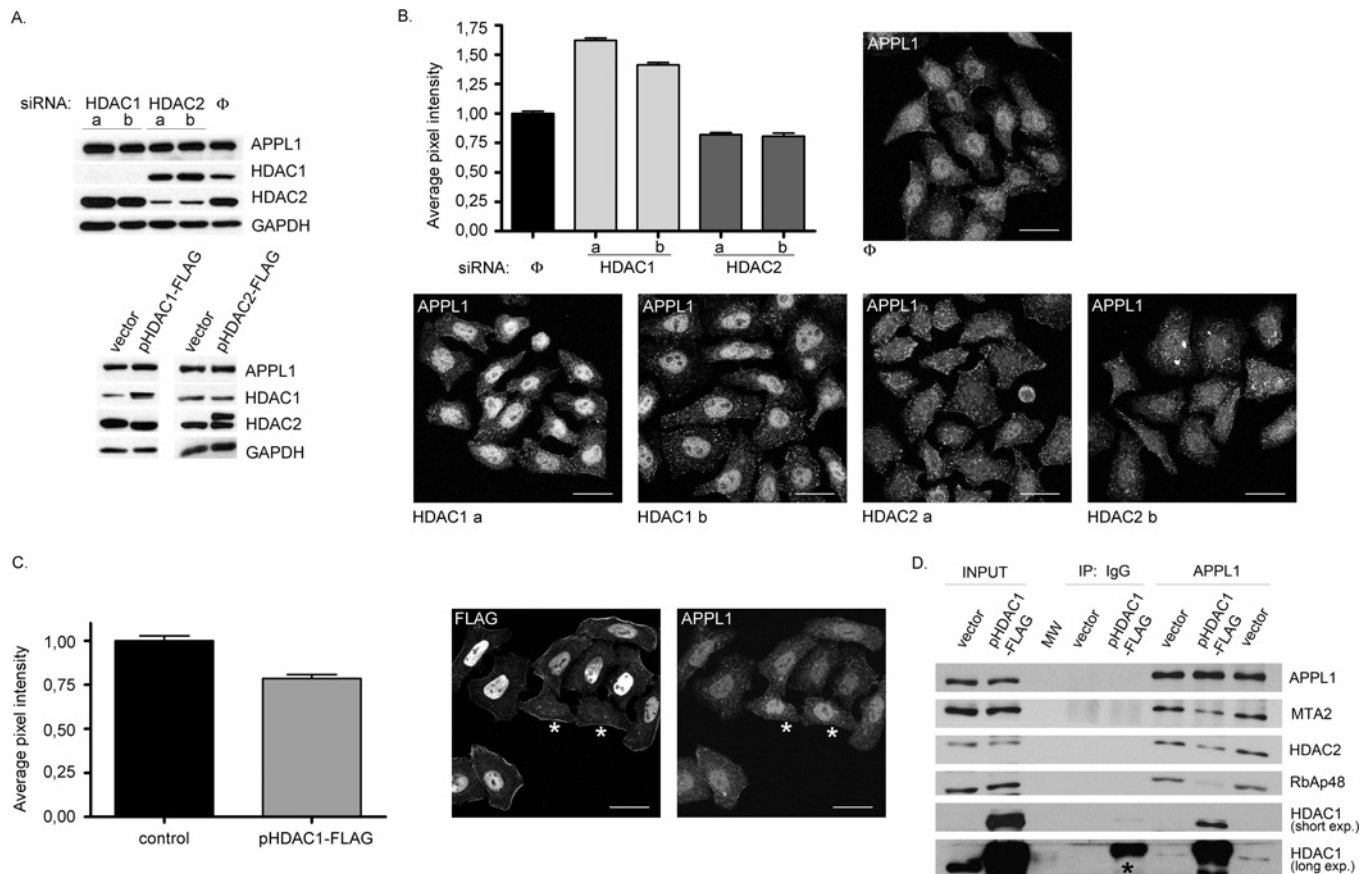 A.
siRNA: HDAC1 HDAC2 Φ
a b a b
APPL1
HDAC1
HDAC2
GAPDH
vector pHDAC1-FLAG vector pHDAC2-FLAG
APPL1
HDAC1
HDAC2
GAPDH
B.
Average pixel intensity
1,75
1,50
1,25
1,00
0,75
0,50
0,25
0,00
a b a b
siRNA: Φ HDAC1 HDAC2
APPL1
Φ
APPL1
HDAC1 a
APPL1
HDAC1 b
APPL1
HDAC2 a
APPL1
HDAC2 b
C.
Average pixel intensity
1,00
0,75
0,50
0,25
0,00
control pHDAC1-FLAG
FLAG
* *
APPL1
* *
D.
INPUT IP: IgG APPL1
vector pHDAC1 -FLAG MW vector pHDAC1 -FLAG vector pHDAC1 -FLAG vector
APPL1
MTA2
HDAC2
RbAp48
HDAC1
(short exp.)
HDAC1
(long exp.)
*